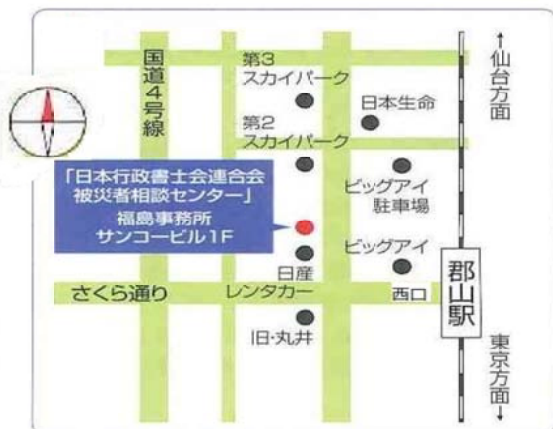 国道4号線
第3
スカイパーク
日本生命
↑仙台方面
第2
スカイパーク
「日本行政書士会連合会
被災者相談センター」
福島事務所
サンコービル1F
ビッグアイ
駐車場
日産
レンタカー
ビッグアイ
さくら通り
西口
郡山駅
旧・丸井
東京方面↓